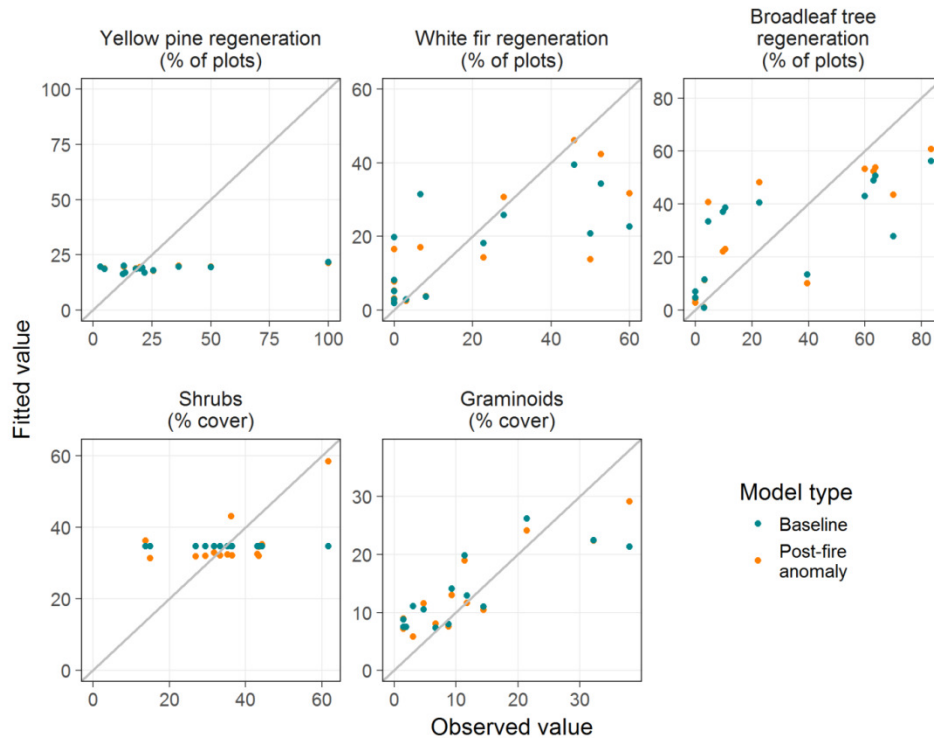 Yellow pine regeneration
(% of plots)
White fir regeneration
(% of plots)
Broadleaf tree
regeneration
(% of plots)
100
75
50
25
0
0 25 50 75 100
60
40
20
0
0 20 40 60
80
60
40
20
0
0 20 40 60 80
Fitted value
Shrubs
(% cover)
Graminoids
(% cover)
60
40
20
0
0 20 40 60
30
20
10
0
0 10 20 30
Observed value
Model type
Baseline
Post-fire
anomaly